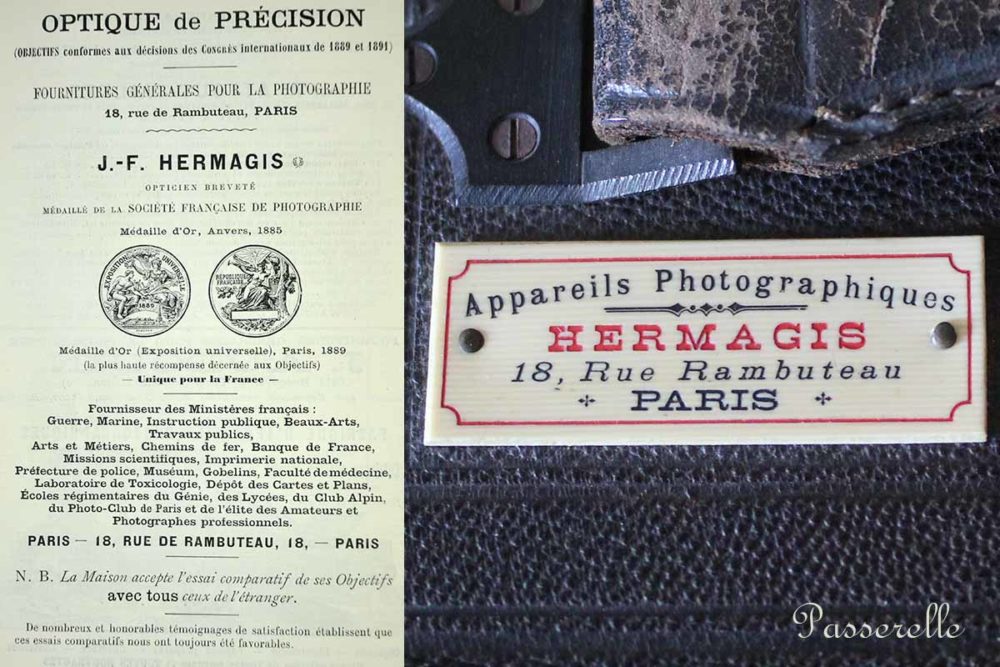 OPTIQUE de PRÉCISION
(OBJECTIFS conformes aux décisions des CONGRÈS internationaux de 1889 et 1891)
FOURNITURES GÉNÉRALES POUR LA PHOTOGRAPHIE
18, rue de Rambuteau, PARIS
J.-F. HERMAGIS
OPTICIEN BREVETÉ
MÉDAILLÉ DE LA SOCIÉTÉ FRANÇAISE DE PHOTOGRAPHIE
Médaille d'Or, Anvers, 1885
EXPOSITION UNIVERSELLE
1885
RÉPUBLIQUE
FRANÇAISE
Médaille d'Or (Exposition universelle), Paris, 1889
(la plus haute récompense décernée aux Objectifs)
— Unique pour la France —
Fournisseur des Ministères français :
Guerre, Marine, Instruction publique, Beaux-Arts,
Travaux publics,
Arts et Métiers, Chemins de fer, Banque de France,
Missions scientifiques, Imprimerie nationale,
Préfecture de police, Muséum, Gobelins, Faculté de médecine,
Laboratoire de Toxicologie, Dépôt des Cartes et Plans,
Écoles régimentaires du Génie, des Lycées, du Club Alpin,
du Photo-Club de Paris et de l'élite des Amateurs et
Photographes professionnels.
PARIS — 18, RUE DE RAMBUTEAU, 18, — PARIS
N. B. La Maison accepte l'essai comparatif de ses Objectifs
avec tous ceux de l'étranger.
De nombreux et honorables témoignages de satisfaction établissent que
ces essais comparatifs nous ont toujours été favorables.
Appareils Photographiques
HERMAGIS
18, Rue Rambuteau
PARIS
Passerelle